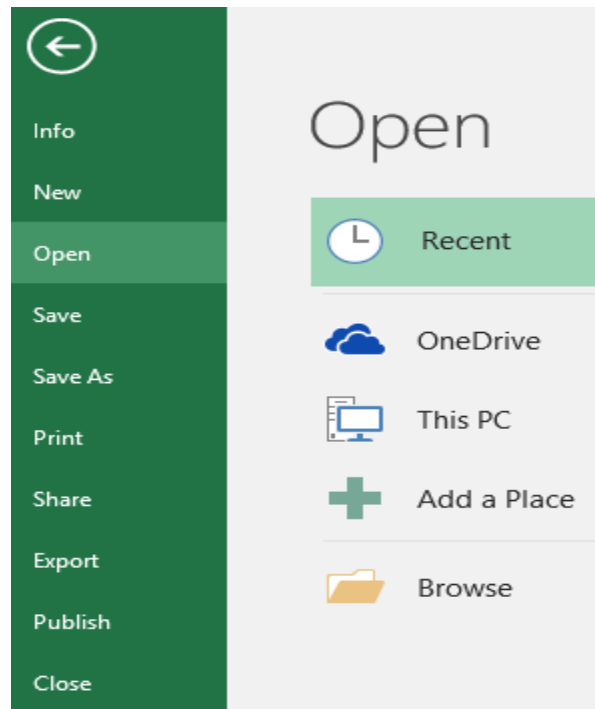 Info
New
Open
Save
Save As
Print
Share
Export
Publish
Close
Open
Recent
OneDrive
This PC
Add a Place
Browse